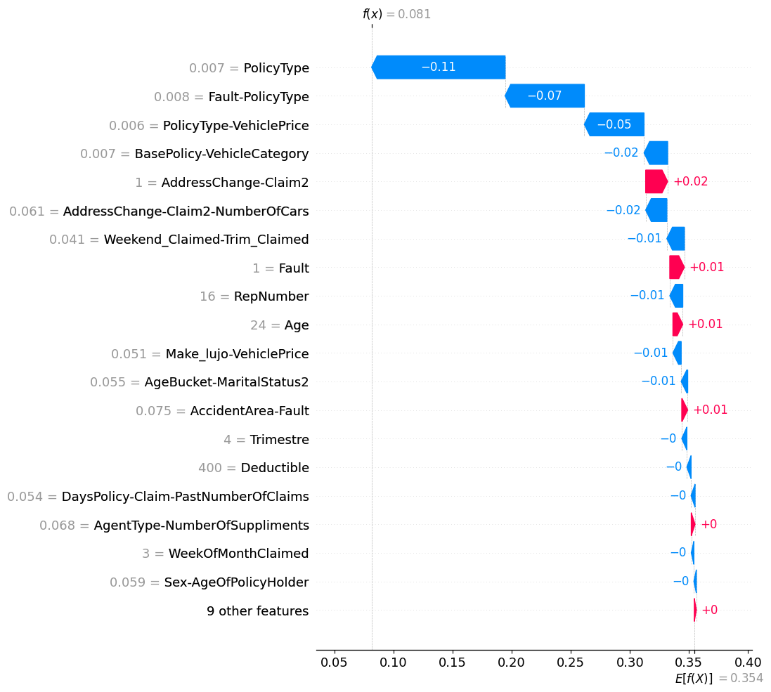 f(x) = 0.081
0.007 = PolicyType
−0.11
0.008 = Fault-PolicyType
−0.07
0.006 = PolicyType-VehiclePrice
−0.05
0.007 = BasePolicy-VehicleCategory
−0.02
1 = AddressChange-Claim2
+0.02
0.061 = AddressChange-Claim2-NumberOfCars
−0.02
0.041 = Weekend_Claimed-Trim_Claimed
−0.01
1 = Fault
+0.01
16 = RepNumber
−0.01
24 = Age
+0.01
0.051 = Make_lujo-VehiclePrice
−0.01
0.055 = AgeBucket-MaritalStatus2
−0.01
0.075 = AccidentArea-Fault
+0.01
4 = Trimestre
−0
400 = Deductible
−0
0.054 = DaysPolicy-Claim-PastNumberOfClaims
−0
0.068 = AgentType-NumberOfSuppliments
+0
3 = WeekOfMonthClaimed
−0
0.059 = Sex-AgeOfPolicyHolder
−0
9 other features
+0
0.05 0.10 0.15 0.20 0.25 0.30 0.35 0.40
E[f(X)] = 0.354